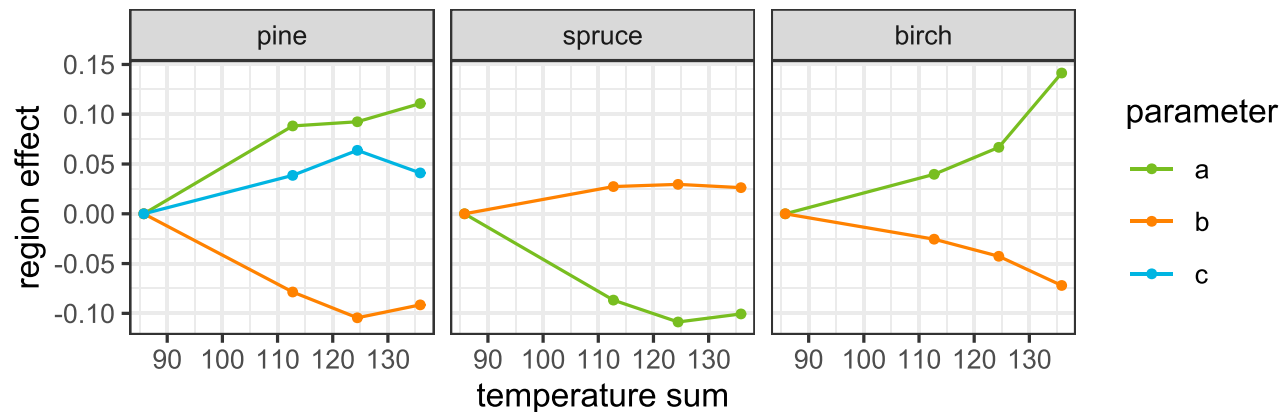 pine spruce birch
0.15
0.10
0.05
0.00
-0.05
-0.10
region effect
90 100 110 120 130 90 100 110 120 130 90 100 110 120 130
temperature sum
parameter
a
b
c